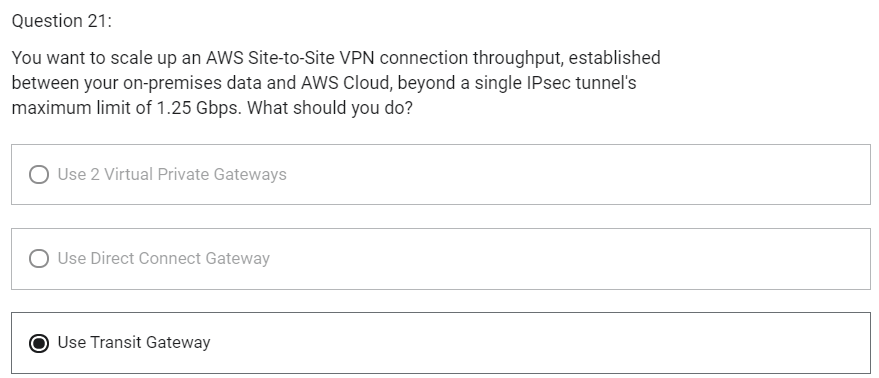 Question 21:
You want to scale up an AWS Site-to-Site VPN connection throughput, established
between your on-premises data and AWS Cloud, beyond a single IPsec tunnel's
maximum limit of 1.25 Gbps. What should you do?
Use 2 Virtual Private Gateways
Use Direct Connect Gateway
Use Transit Gateway